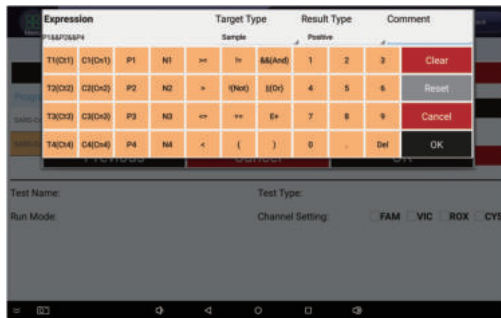 Expression Target Type Result Type Comment
P1&&P2&&P4 Sample Positive
T1(Ct1) C1(Cn1) P1 N1 >= != &&(And) 1 2 3 Clear
T2(Ct2) C2(Cn2) P2 N2 > !(Not) ||(Or) 4 5 6 Reset
T3(Ct3) C3(Cn3) P3 N3 <= == E+ 7 8 9 Cancel
T4(Ct4) C4(Cn4) P4 N4 < ( ) 0 . Del OK
Previous Cancel OK
Test Name: Test Type:
Run Mode: Channel Setting: FAM VIC ROX CY5